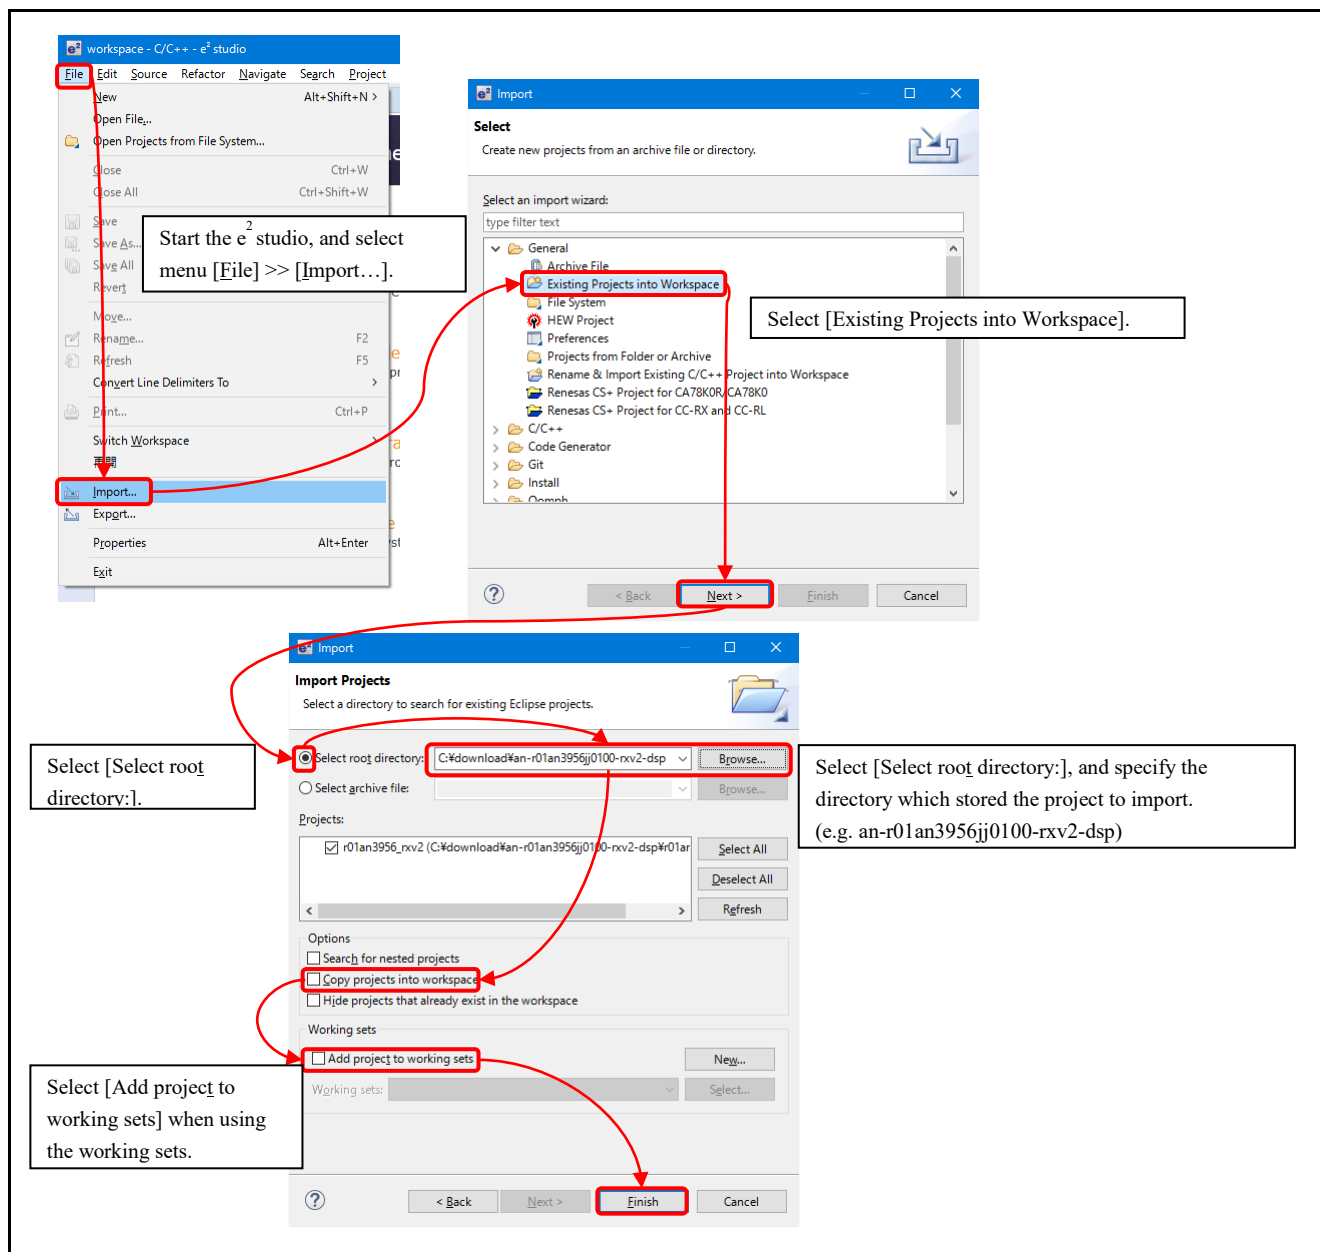 workspace - C/C++ - e² studio
File Edit Source Refactor Navigate Search Project
New Alt+Shift+N >
Open File...
Open Projects from File System...
Close Ctrl+W
Close All Ctrl+Shift+W
Save
Save As...
Save All
Revert
Move...
Rename... F2
Refresh F5
Convert Line Delimiters To >
Print... Ctrl+P
Switch Workspace >
再開
Import...
Export...
Properties Alt+Enter
Exit
Start the e² studio, and select
menu [File] >> [Import…].
Import
Select
Create new projects from an archive file or directory.
Select an import wizard:
type filter text
General
Archive File
Existing Projects into Workspace
File System
HEW Project
Preferences
Projects from Folder or Archive
Rename & Import Existing C/C++ Project into Workspace
Renesas CS+ Project for CA78K0R/CA78K0
Renesas CS+ Project for CC-RX and CC-RL
C/C++
Code Generator
Git
Install
Oomph
< Back Next > Finish Cancel
Select [Existing Projects into Workspace].
Import
Import Projects
Select a directory to search for existing Eclipse projects.
Select root directory: C:¥download¥an-r01an3956jj0100-rxv2-dsp Browse...
Select archive file: Browse...
Projects:
r01an3956_rxv2 (C:¥download¥an-r01an3956jj0100-rxv2-dsp¥r01ar
Select All
Deselect All
Refresh
Options
Search for nested projects
Copy projects into workspace
Hide projects that already exist in the workspace
Working sets
Add project to working sets New...
Working sets: Select...
< Back Next > Finish Cancel
Select [Select root
directory:].
Select [Select root directory:], and specify the
directory which stored the project to import.
(e.g. an-r01an3956jj0100-rxv2-dsp)
Select [Add project to
working sets] when using
the working sets.